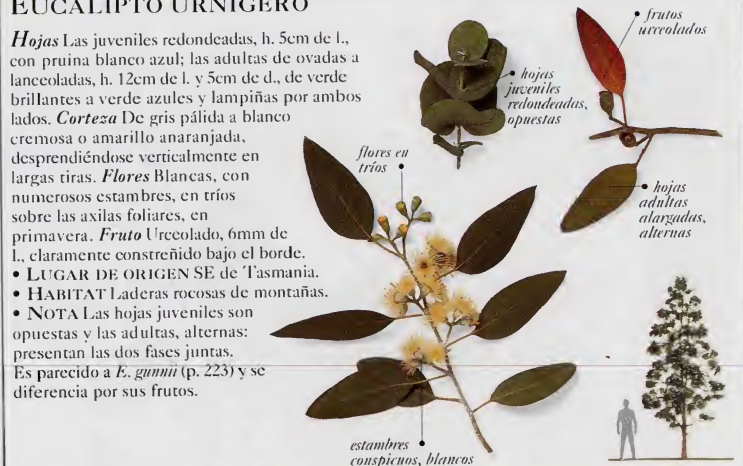 EUCALIPTO URNIGERO
Hojas Las juveniles redondeadas, h. 5cm de l.,
con pruina blanco azul; las adultas de ovadas a
lanceoladas, h. 12cm de l. y 5cm de d., de verde
brillantes a verde azules y lampiñas por ambos
lados. Corteza De gris pálida a blanco
cremosa o amarillo anaranjada,
desprendiéndose verticalmente en
largas tiras. Flores Blancas, con
numerosos estambres, en tríos
sobre las axilas foliares, en
primavera. Fruto Urceolado, 6mm de
l., claramente constreñido bajo el borde.
• LUGAR DE ORIGEN SE de Tasmania.
• HABITAT Laderas rocosas de montañas.
• NOTA Las hojas juveniles son
opuestas y las adultas, alternas:
presentan las dos fases juntas.
Es parecido a E. gunnii (p. 223) y se
diferencia por sus frutos.
• frutos
urceolados
• hojas
juveniles
redondeadas,
opuestas
flores en
tríos •
• hojas
adultas
alargadas,
alternas
estambres •
conspicuos, blancos